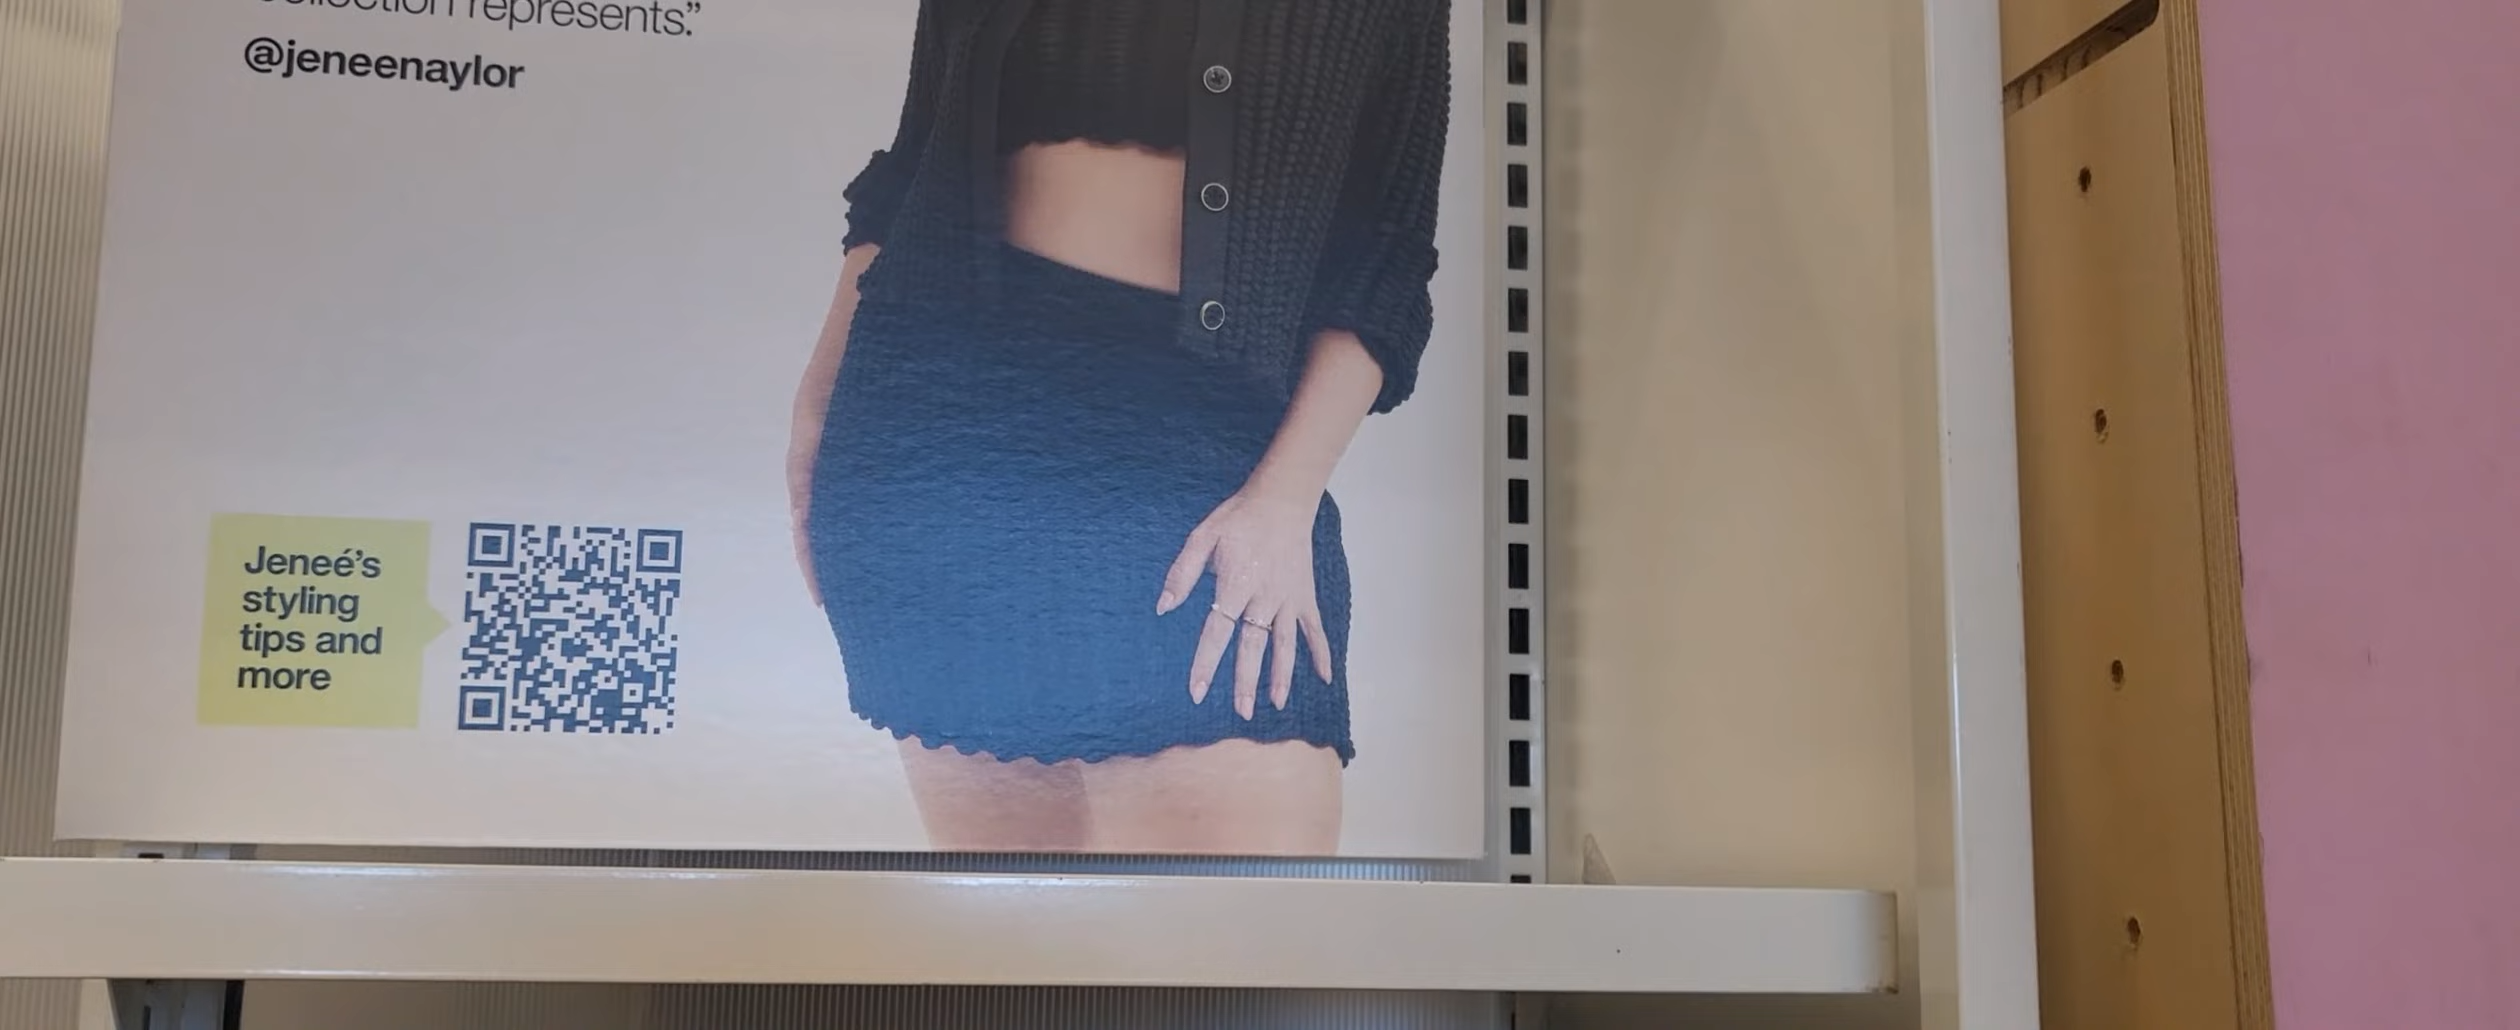 represents.”
@jeneenaylor
Jeneé’s
styling
tips and
more